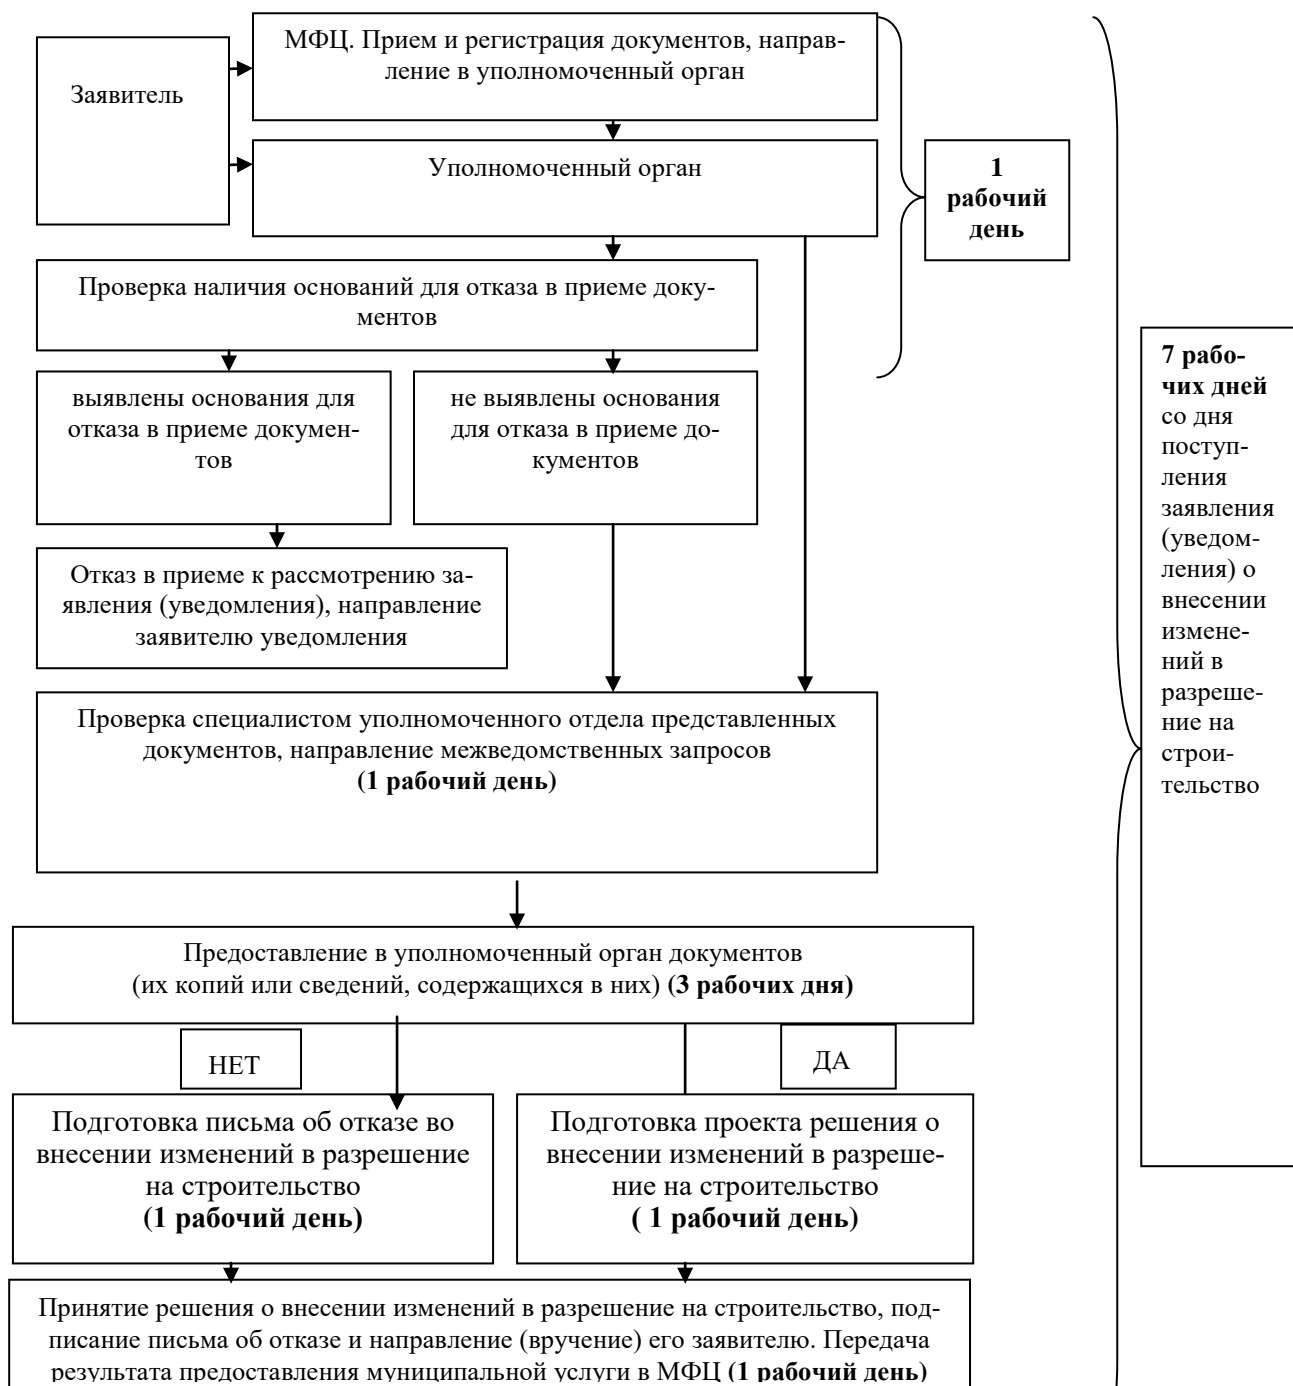 МФЦ. Прием и регистрация документов, направ-
ление в уполномоченный орган
Заявитель
Уполномоченный орган
1
рабочий
день
Проверка наличия оснований для отказа в приеме доку-
ментов
выявлены основания для
отказа в приеме докумен-
тов
не выявлены основания
для отказа в приеме до-
кументов
Отказ в приеме к рассмотрению за-
явления (уведомления), направление
заявителю уведомления
Проверка специалистом уполномоченного отдела представленных
документов, направление межведомственных запросов
(1 рабочий день)
Предоставление в уполномоченный орган документов
(их копий или сведений, содержащихся в них) (3 рабочих дня)
НЕТ
ДА
Подготовка письма об отказе во
внесении изменений в разрешение
на строительство
(1 рабочий день)
Подготовка проекта решения о
внесении изменений в разреше-
ние на строительство
( 1 рабочий день)
Принятие решения о внесении изменений в разрешение на строительство, под-
писание письма об отказе и направление (вручение) его заявителю. Передача
результата предоставления муниципальной услуги в МФЦ (1 рабочий день)
7 рабо-
чих дней
со дня
поступ-
ления
заявления
(уведом-
ления) о
внесении
измене-
ний в
разреше-
ние на
строи-
тельство